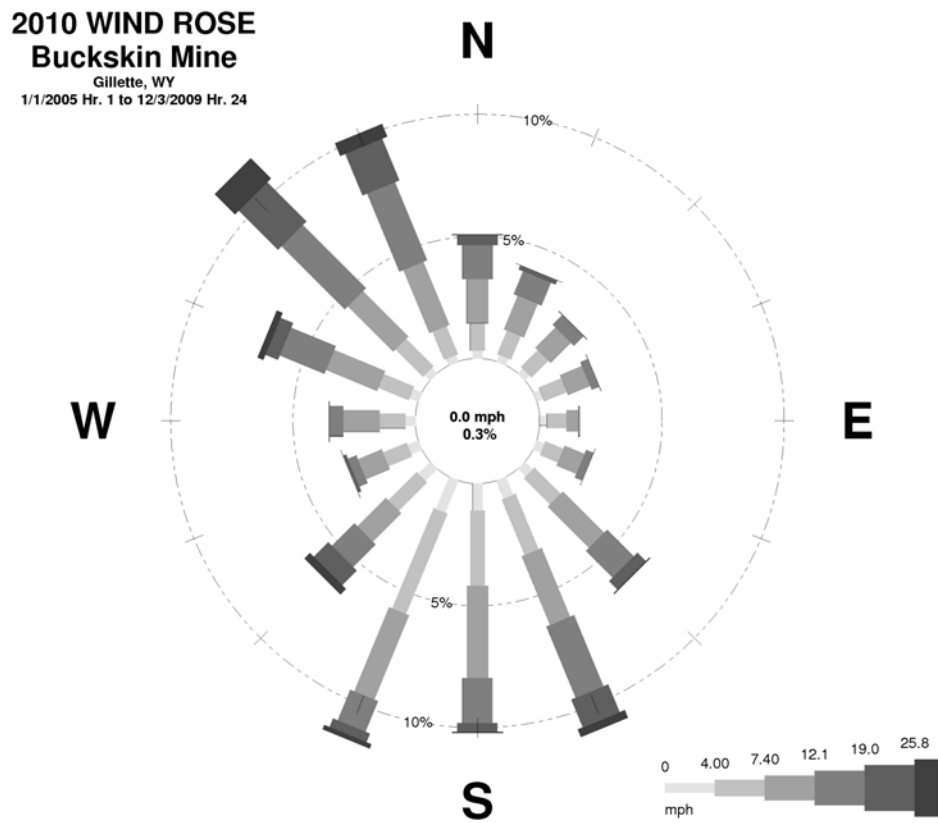 2010 WIND ROSE
Buckskin Mine
Gillette, WY
1/1/2005 Hr. 1 to 12/3/2009 Hr. 24
N
10%
5%
W
0.0 mph
0.3%
E
5%
10%
S
0 4.00 7.40 12.1 19.0 25.8
mph